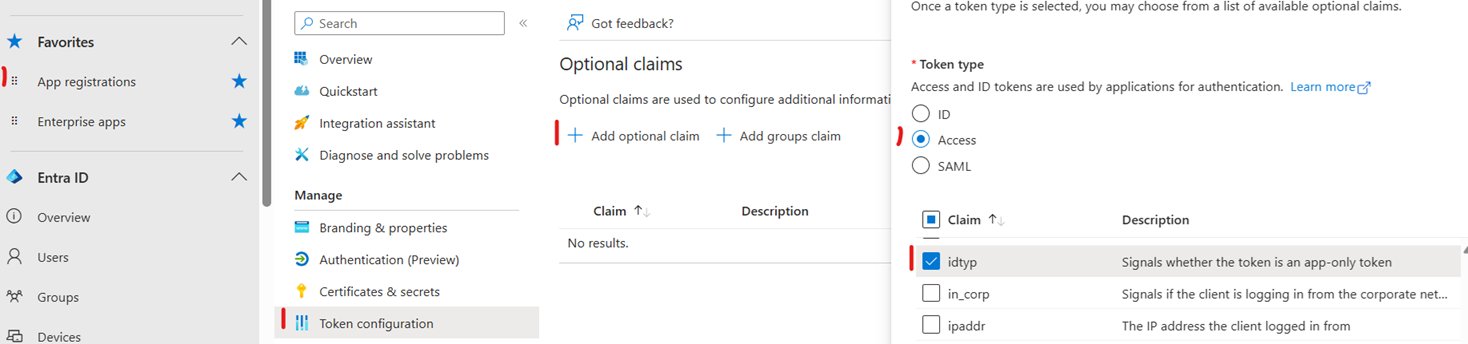 Favorites
App registrations
Enterprise apps
Entra ID
Overview
Users
Groups
Devices
Search
Overview
Quickstart
Integration assistant
Diagnose and solve problems
Manage
Branding & properties
Authentication (Preview)
Certificates & secrets
Token configuration
Got feedback?
Optional claims
Optional claims are used to configure additional informati
Add optional claim Add groups claim
Claim Description
No results.
Once a token type is selected, you may choose from a list of available optional claims.
* Token type
Access and ID tokens are used by applications for authentication. Learn more
ID
Access
SAML
Claim Description
idtyp Signals whether the token is an app-only token
in_corp Signals if the client is logging in from the corporate net...
ipaddr The IP address the client logged in from